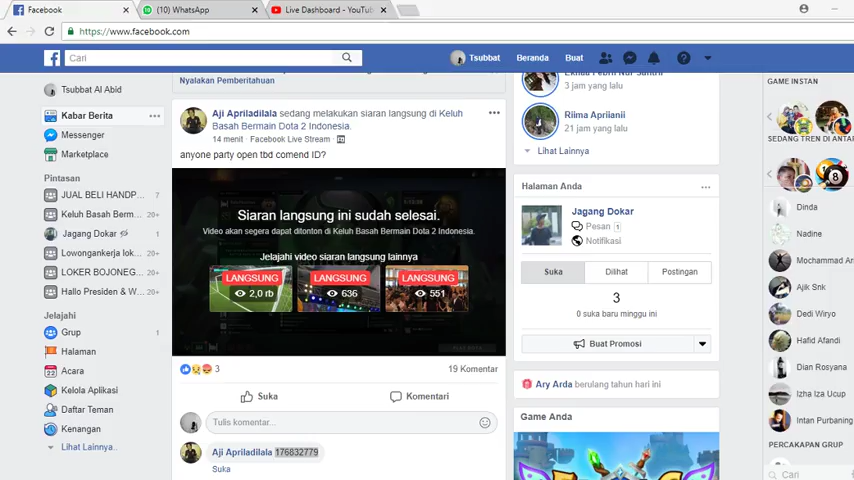 Facebook
(10) WhatsApp
Live Dashboard - YouTub
https://www.facebook.com
Cari
Tsubbat
Beranda
Buat
Tsubbat Al Abid
Kabar Berita
Messenger
Marketplace
Pintasan
JUAL BELI HANDP... 7
Keluh Basah Berm... 20+
Jagang Dokar
Lowongankerja lok... 20+
LOKER BOJONEG... 20+
Hallo Presiden & W... 20+
Jelajahi
Grup 1
Halaman
Acara
Kelola Aplikasi
Daftar Teman
Kenangan
Lihat Lainnya..
Nyalakan Pemberitahuan
Aji Apriladilala sedang melakukan siaran langsung di Keluh
Basah Bermain Dota 2 Indonesia.
14 menit · Facebook Live Stream ·
anyone party open tbd comend ID?
Siaran langsung ini sudah selesai.
Video akan segera dapat ditonton di Keluh Basah Bermain Dota 2 Indonesia.
Jelajahi video siaran langsung lainnya
LANGSUNG
2,0 rb
LANGSUNG
636
LANGSUNG
551
3
19 Komentar
Suka
Komentari
Tulis komentar...
Aji Apriladilala 176832779
Suka
3 jam yang lalu
Riima Apriianii
21 jam yang lalu
Lihat Lainnya
Halaman Anda
Jagang Dokar
Pesan 1
Notifikasi
Suka
Dilihat
Postingan
3
0 suka baru minggu ini
Buat Promosi
Ary Arda berulang tahun hari ini
Game Anda
GAME INSTAN
SEDANG TREN DI ANTAR
Dinda
Nadine
Mochammad Ar
Ajik Snk
Dedi Wiryo
Hafid Afandi
Dian Rosyana
Izha Iza Ucup
Intan Purbaning
PERCAKAPAN GRUP
Cari